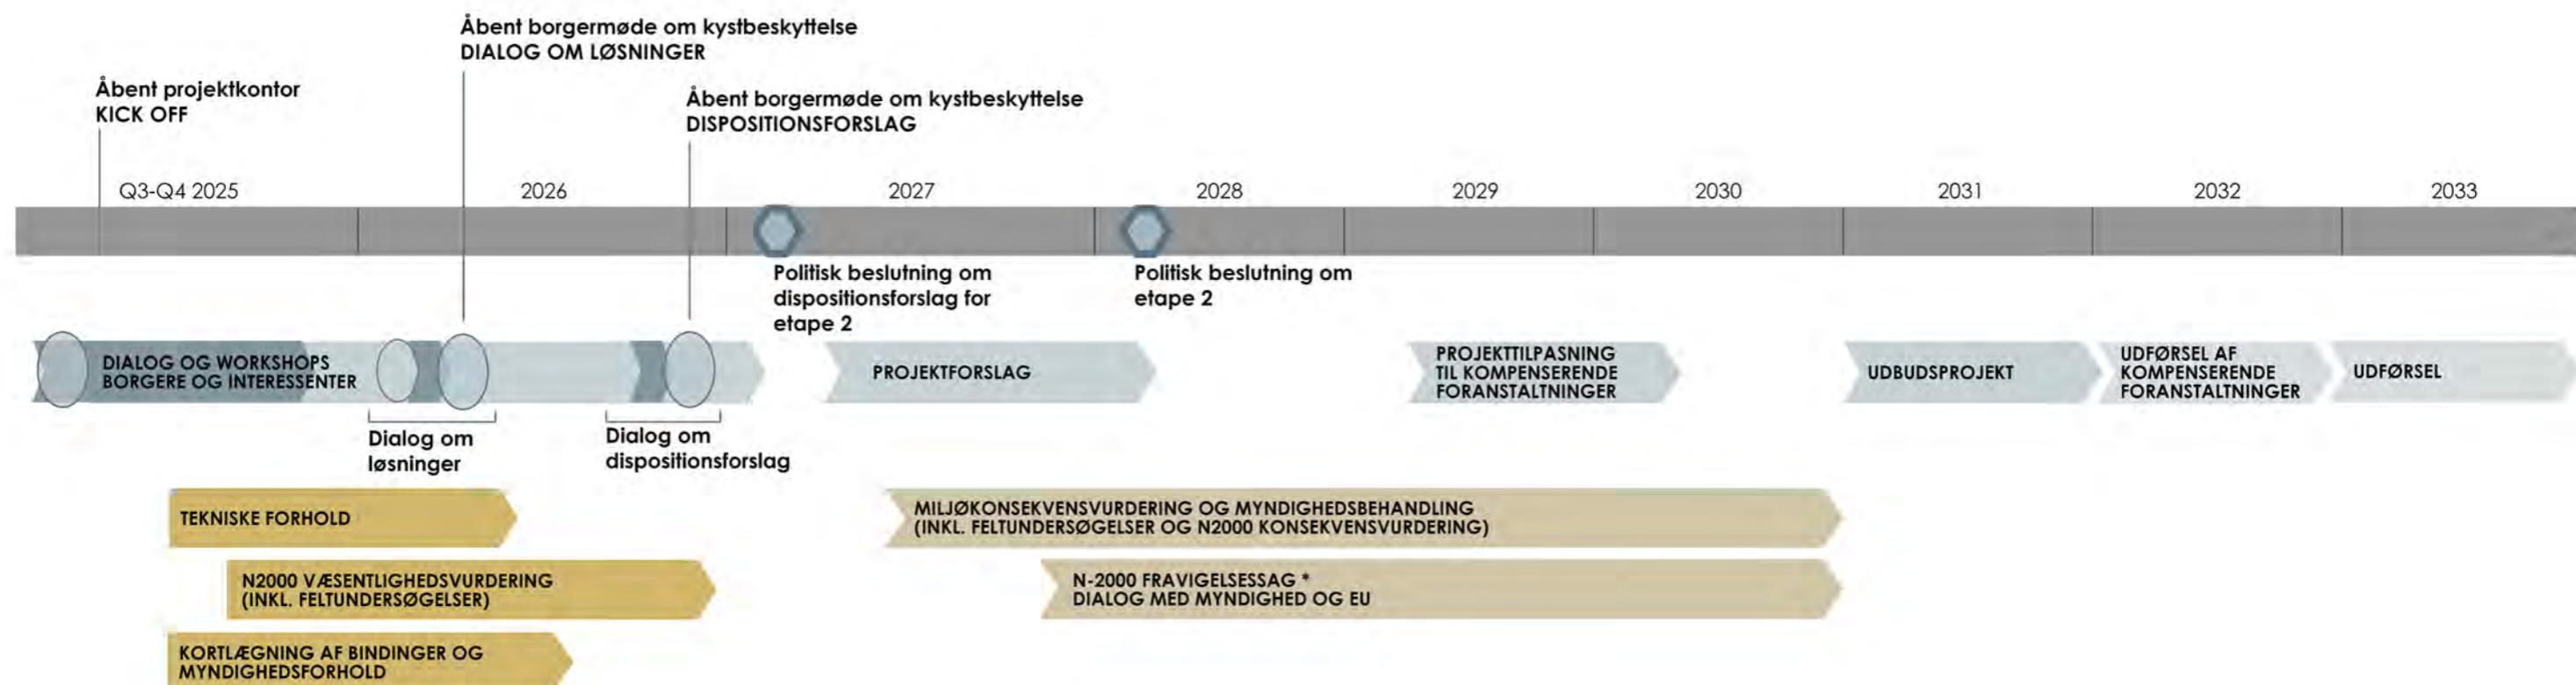 Åbent borgermøde om kystbeskyttelse
DIALOG OM LØSNINGER
Åbent projektkontor
KICK OFF
Åbent borgermøde om kystbeskyttelse
DISPOSITIONSFORSLAG
Q3-Q4 2025
2026
2027
2028
2029
2030
2031
2032
2033
Politisk beslutning om
dispositionsforslag for
etape 2
Politisk beslutning om
etape 2
DIALOG OG WORKSHOPS
BORGERE OG INTERESSENTER
PROJEKTFORSLAG
PROJEKTTILPASNING
TIL KOMPENSERENDE
FORANSTALTNINGER
UDBUDSPROJEKT
UDFØRSEL AF
KOMPENSERENDE
FORANSTALTNINGER
UDFØRSEL
Dialog om
løsninger
Dialog om
dispositionsforslag
TEKNISKE FORHOLD
MILJØKONSEKVENSVURDERING OG MYNDIGHEDSBEHANDLING
(INKL. FELTUNDERSØGELSER OG N2000 KONSEKVENSVURDERING)
N2000 VÆSENTLIGHEDSVURDERING
(INKL. FELTUNDERSØGELSER)
N-2000 FRAVIGELSESSAG *
DIALOG MED MYNDIGHED OG EU
KORTLÆGNING AF BINDINGER OG
MYNDIGHEDSFORHOLD